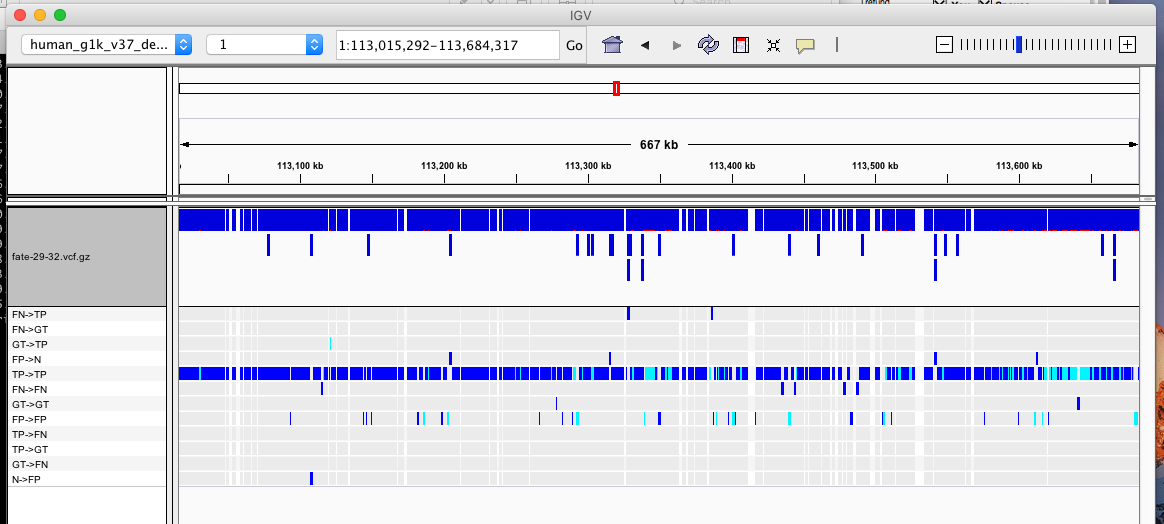 IGV
human_g1k_v37_de... 1 1:113,015,292-113,684,317 Go
667 kb
113,100 kb 113,200 kb 113,300 kb 113,400 kb 113,500 kb 113,600 kb
fate-29-32.vcf.gz
FN->TP
FN->GT
GT->TP
FP->N
TP->TP
FN->FN
GT->GT
FP->FP
TP->FN
TP->GT
GT->FN
N->FP